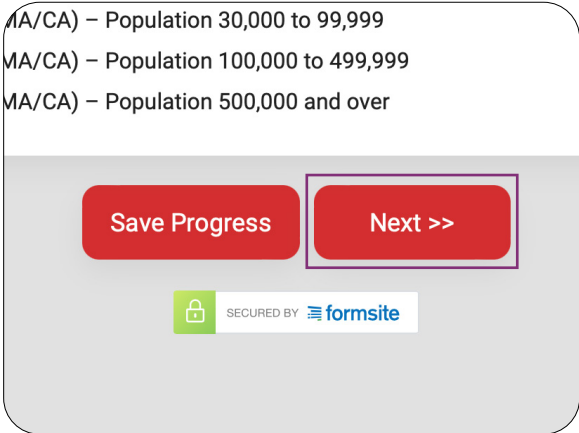 MA/CA) – Population 30,000 to 99,999
MA/CA) – Population 100,000 to 499,999
MA/CA) – Population 500,000 and over
Save Progress
Next >>
SECURED BY formsite